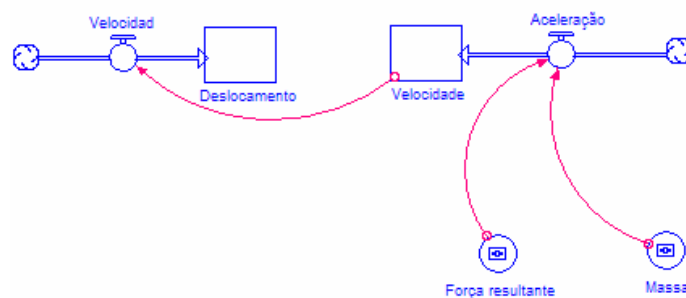 Velocidad
Aceleração
Deslocamento
Velocidade
Força resultante
Massa